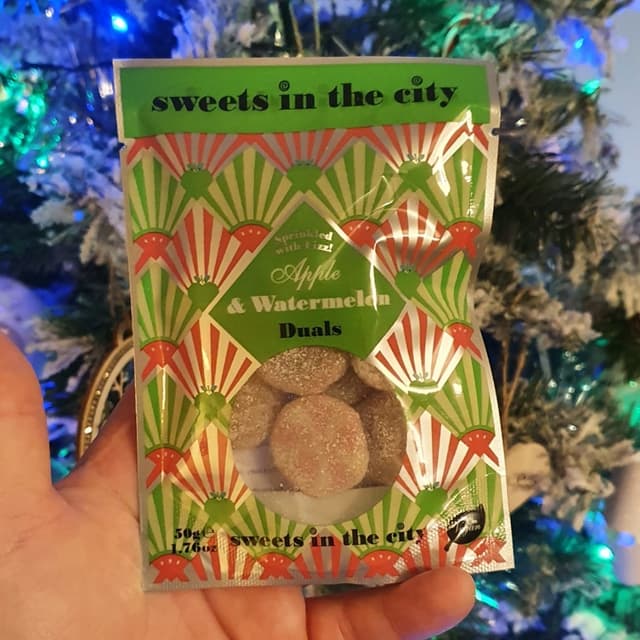 sweets in the city
Sprinkled
with Fizz!
Apple
& Watermelon
Duals
50g e
1.76oz
sweets in the city